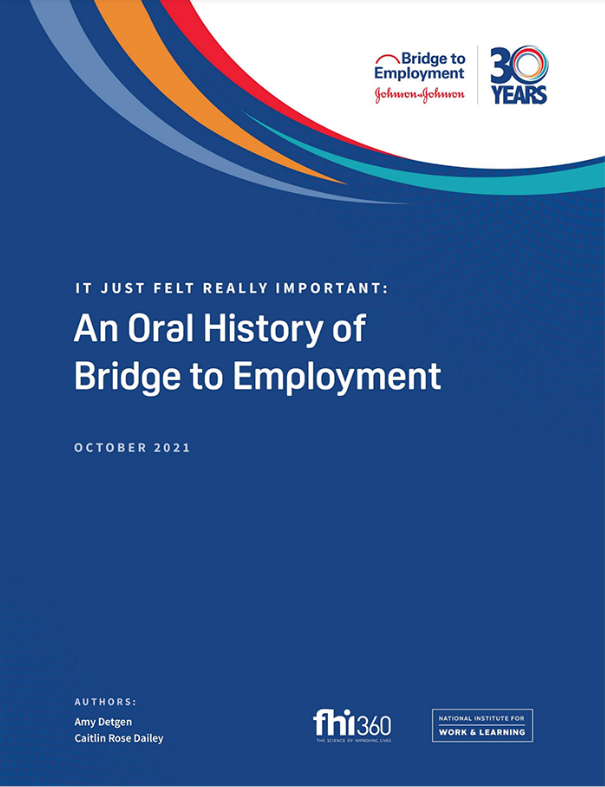 Bridge to
Employment
Johnson&Johnson
30
YEARS
IT JUST FELT REALLY IMPORTANT:
An Oral History of
Bridge to Employment
OCTOBER 2021
AUTHORS:
Amy Detgen
Caitlin Rose Dailey
fhi360
THE SCIENCE OF IMPROVING LIVES
NATIONAL INSTITUTE FOR
WORK & LEARNING